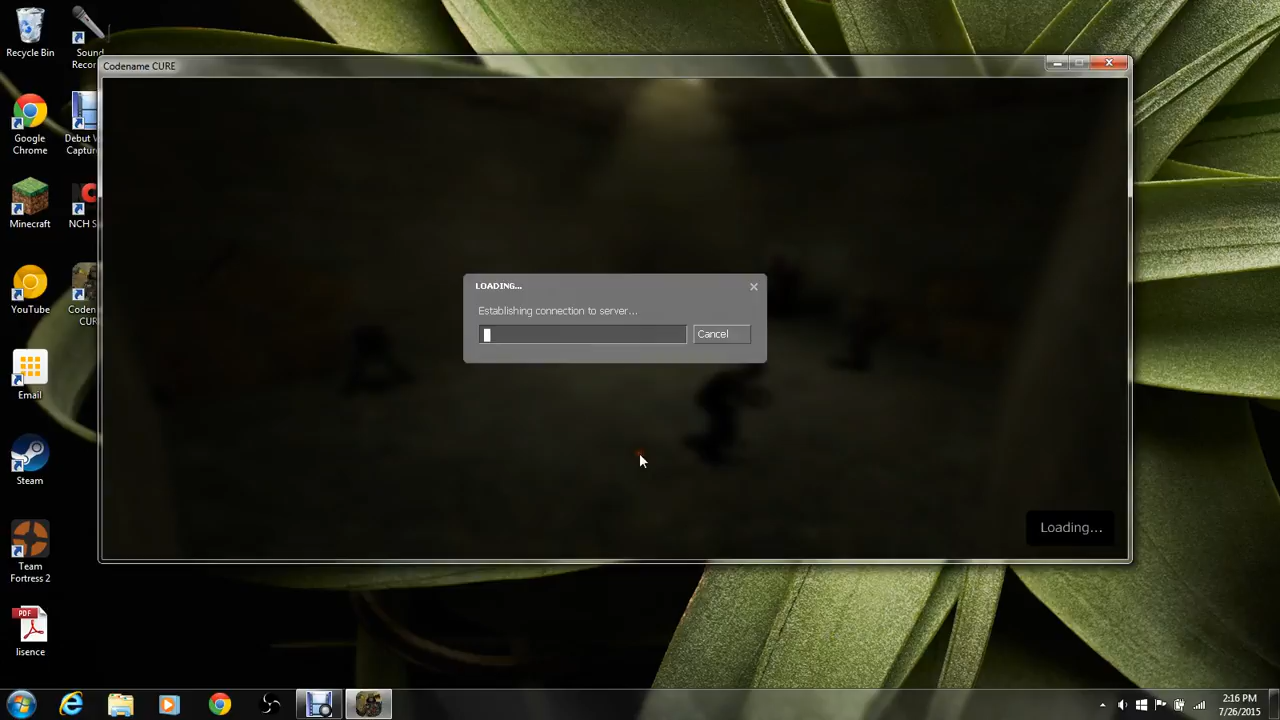 Recycle Bin
Sound
Recor...
Codename CURE
Google
Chrome
Debut V
Captur
Minecraft
NCH S
LOADING...
Establishing connection to server...
Cancel
YouTube
Coden
CUR
Email
Steam
Loading...
Team
Fortress 2
PDF
lisence
2:16 PM
7/26/2015